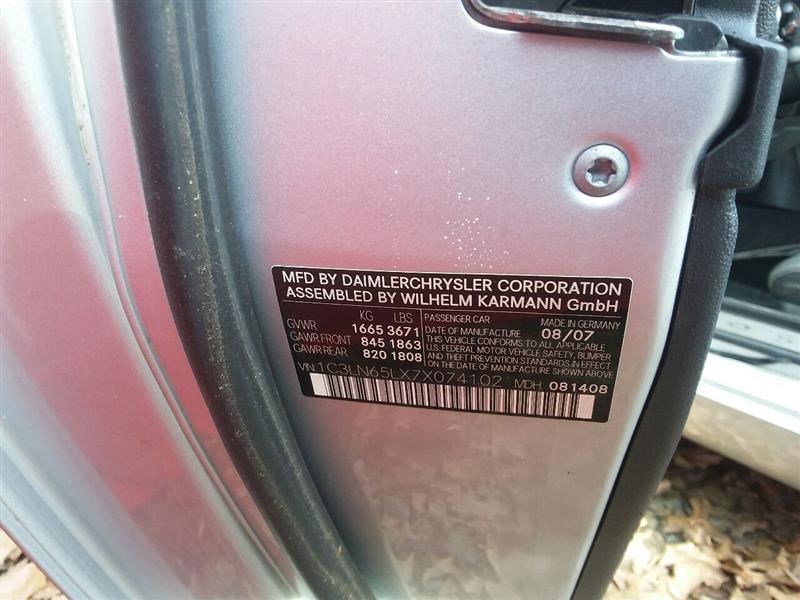 MFD BY DAIMLERCHRYSLER CORPORATION
ASSEMBLED BY WILHELM KARMANN GmbH
KG LBS
GVWR 1665 3671
GAWR FRONT 845 1863
GAWR REAR 820 1808
PASSENGER CAR MADE IN GERMANY
DATE OF MANUFACTURE 08/07
THIS VEHICLE CONFORMS TO ALL
U.S. FEDERAL MOTOR VEHICLE SAFETY, BUMPER
AND THEFT PREVENTION STANDARDS IN
EFFECT ON DATE OF MANUFACTURE SHOWN ABOVE
VIN: 1C3LN65LX7X074102 MDH: 081408